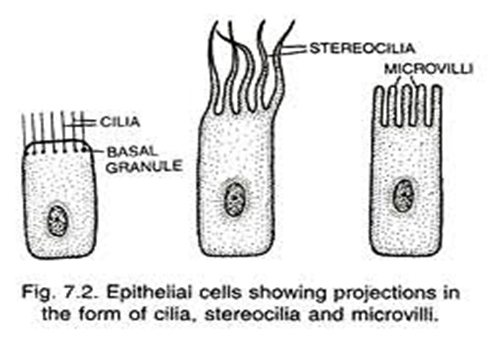 STEREOCILIA
MICROVILLI
CILIA
BASAL
GRANULE
Fig. 7.2. Epithelial cells showing projections in
the form of cilia, stereocilia and microvilli.